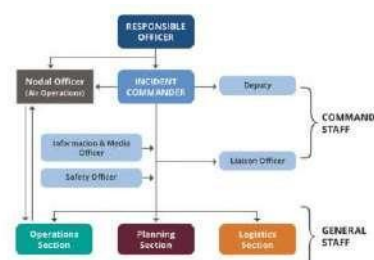 RESPONSIBLE
OFFICER
Nodal Officer
(Air Operations)
INCIDENT
COMMANDER
Deputy
COMMAND
STAFF
Information & Media
Officer
Liaison Officer
Safety Officer
Operations
Section
Planning
Section
Logistics
Section
GENERAL
STAFF